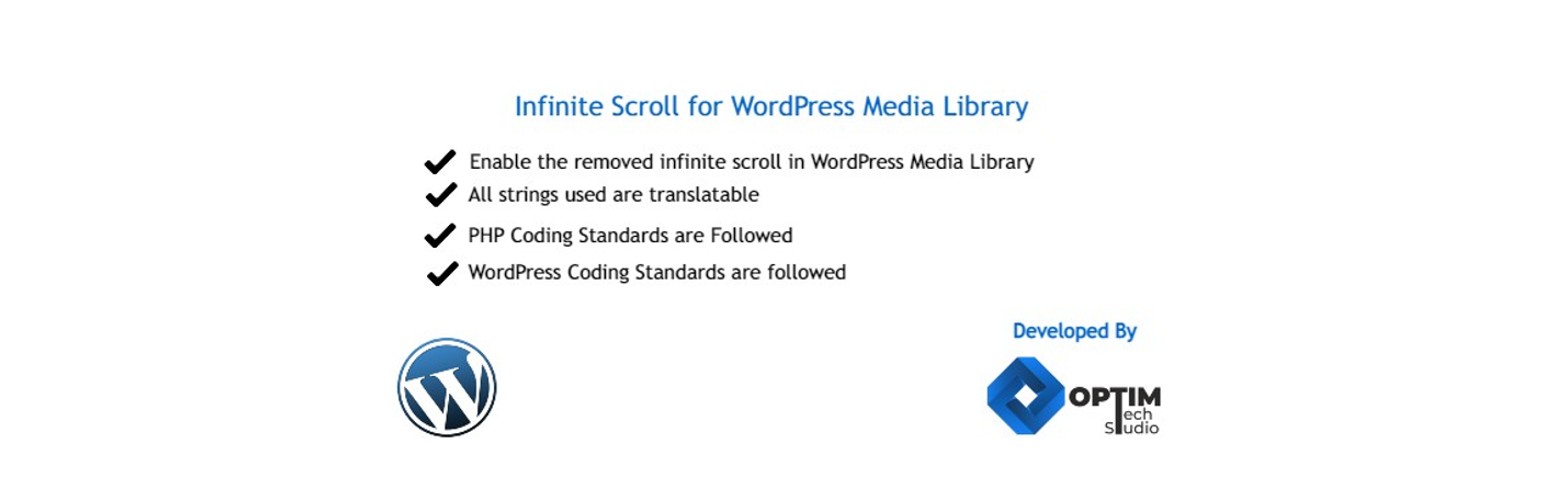 Infinite Scroll for WordPress Media Library
Enable the removed infinite scroll in WordPress Media Library
All strings used are translatable
PHP Coding Standards are Followed
WordPress Coding Standards are followed
Developed By
OPTIM
Tech
Studio